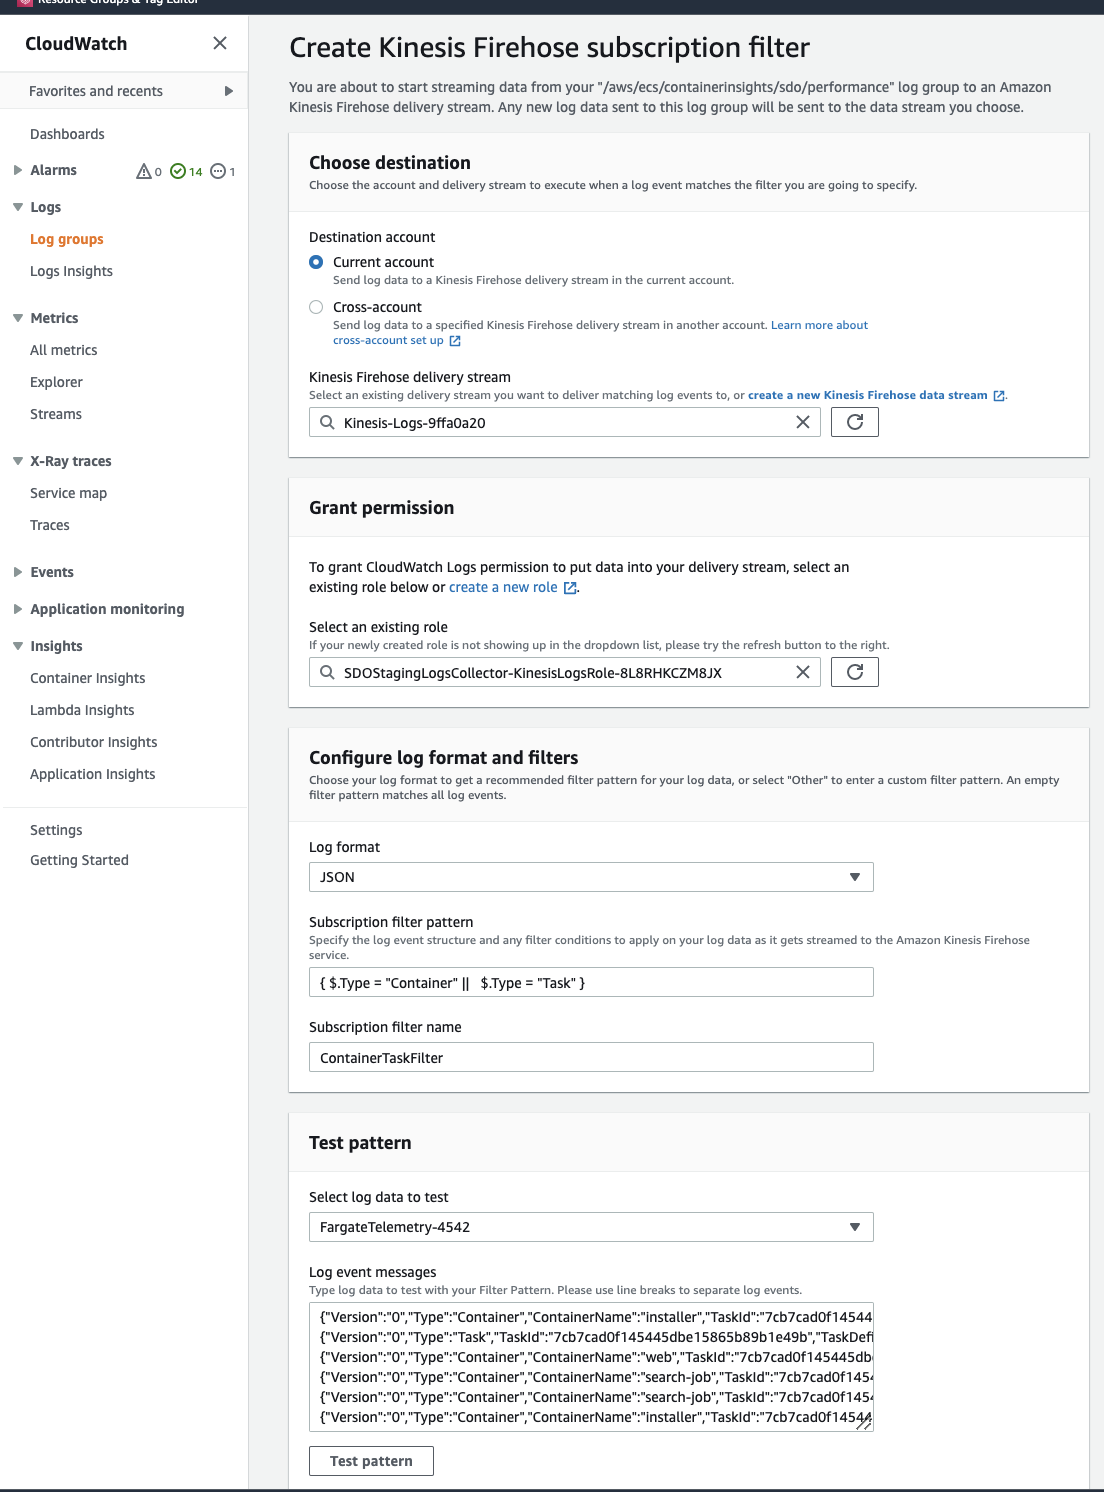 Resource Groups & Tag Editor
CloudWatch
Favorites and recents
Dashboards
Alarms 0 14 1
Logs
Log groups
Logs Insights
Metrics
All metrics
Explorer
Streams
X-Ray traces
Service map
Traces
Events
Application monitoring
Insights
Container Insights
Lambda Insights
Contributor Insights
Application Insights
Settings
Getting Started
Create Kinesis Firehose subscription filter
You are about to start streaming data from your "/aws/ecs/containerinsights/sdo/performance" log group to an Amazon
Kinesis Firehose delivery stream. Any new log data sent to this log group will be sent to the data stream you choose.
Choose destination
Choose the account and delivery stream to execute when a log event matches the filter you are going to specify.
Destination account
Current account
Send log data to a Kinesis Firehose delivery stream in the current account.
Cross-account
Send log data to a specified Kinesis Firehose delivery stream in another account. Learn more about
cross-account set up
Kinesis Firehose delivery stream
Select an existing delivery stream you want to deliver matching log events to, or create a new Kinesis Firehose data stream .
Kinesis-Logs-9ffa0a20
Grant permission
To grant CloudWatch Logs permission to put data into your delivery stream, select an
existing role below or create a new role .
Select an existing role
If your newly created role is not showing up in the dropdown list, please try the refresh button to the right.
SDOStagingLogsCollector-KinesisLogsRole-8L8RHKCZM8JX
Configure log format and filters
Choose your log format to get a recommended filter pattern for your log data, or select "Other" to enter a custom filter pattern. An empty
filter pattern matches all log events.
Log format
JSON
Subscription filter pattern
Specify the log event structure and any filter conditions to apply on your log data as it gets streamed to the Amazon Kinesis Firehose
service.
{ $.Type = "Container" || $.Type = "Task" }
Subscription filter name
ContainerTaskFilter
Test pattern
Select log data to test
FargateTelemetry-4542
Log event messages
Type log data to test with your Filter Pattern. Please use line breaks to separate log events.
{"Version":"0","Type":"Container","ContainerName":"installer","TaskId":"7cb7cad0f14544
{"Version":"0","Type":"Task","TaskId":"7cb7cad0f145445dbe15865b89b1e49b","TaskDefi
{"Version":"0","Type":"Container","ContainerName":"web","TaskId":"7cb7cad0f145445db
{"Version":"0","Type":"Container","ContainerName":"search-job","TaskId":"7cb7cad0f1454
{"Version":"0","Type":"Container","ContainerName":"search-job","TaskId":"7cb7cad0f1454
{"Version":"0","Type":"Container","ContainerName":"installer","TaskId":"7cb7cad0f14544
Test pattern